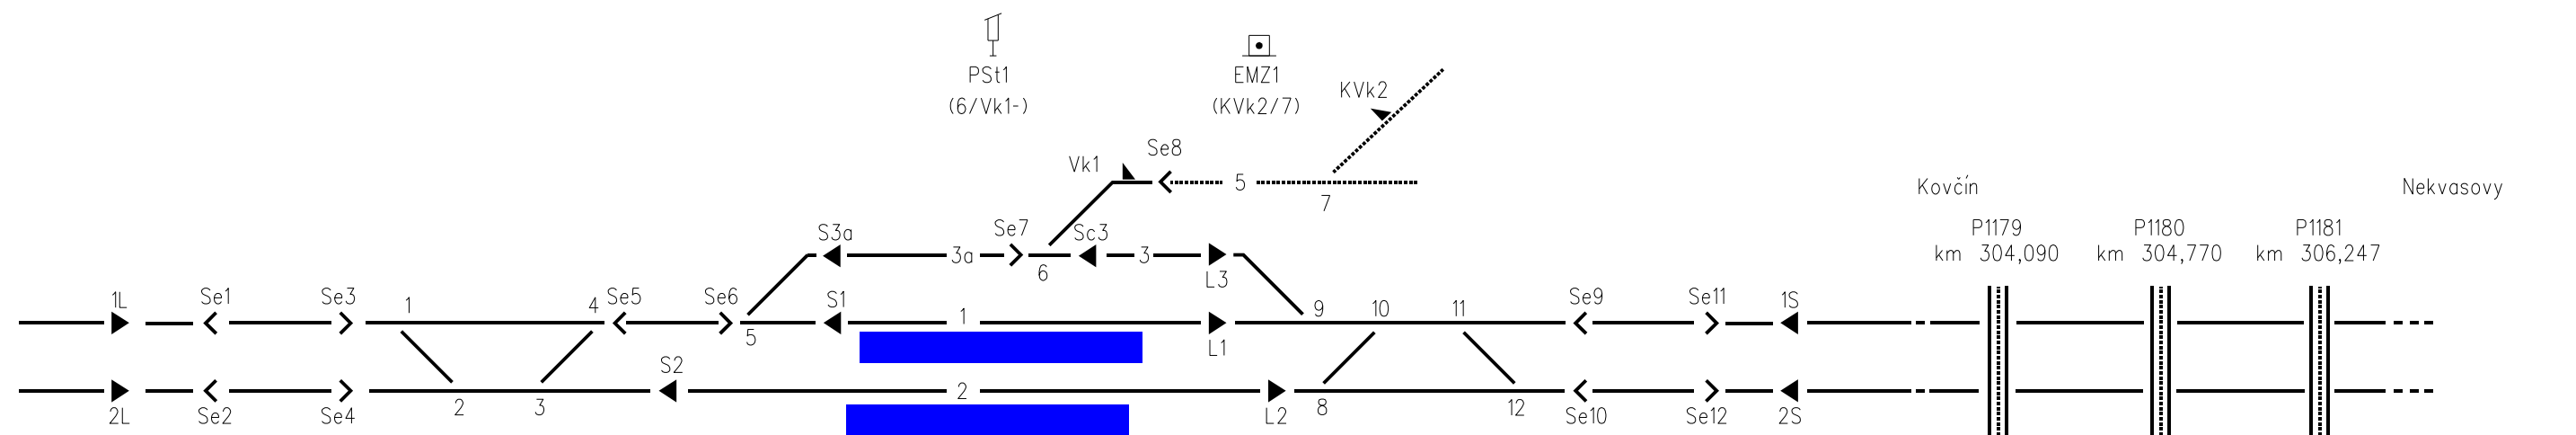 PSt1
(6/Vk1-)
EMZ1
(KVk2/7)
KVk2
Vk1
Se8
5
7
Kovčín
Nekvasovy
P1179
km 304,090
P1180
km 304,770
P1181
km 306,247
S3a
3a
Se7
6
Sc3
3
L3
1L
Se1
Se3
1
4
Se5
Se6
5
S1
1
L1
9
10
11
Se9
Se11
1S
2L
Se2
Se4
2
3
S2
2
L2
8
12
Se10
Se12
2S